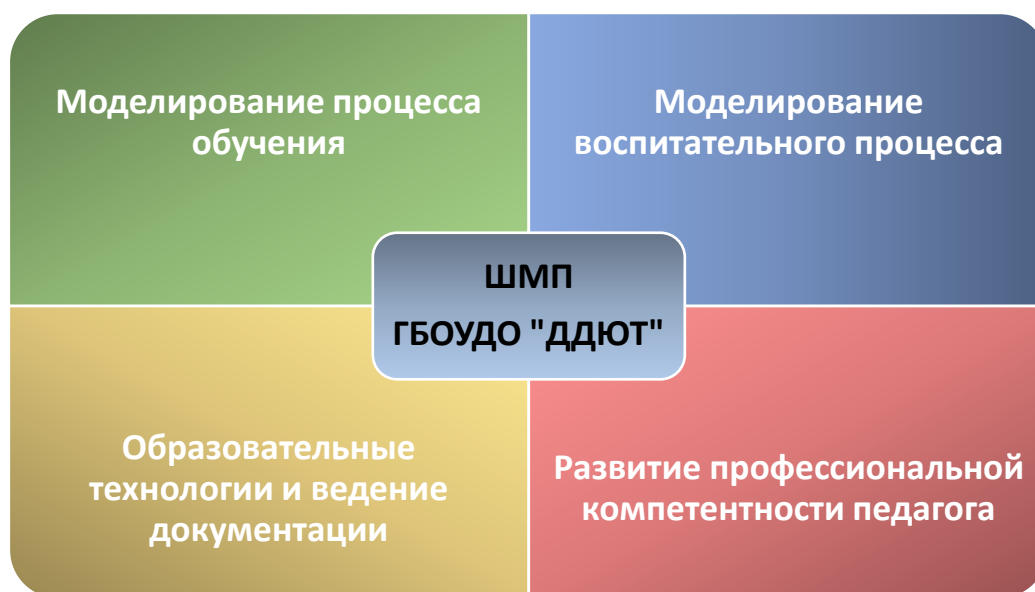 Моделирование процесса
обучения
Моделирование
воспитательного процесса
ШМП
ГБОУДО "ДДЮТ"
Образовательные
технологии и ведение
документации
Развитие профессиональной
компетентности педагога